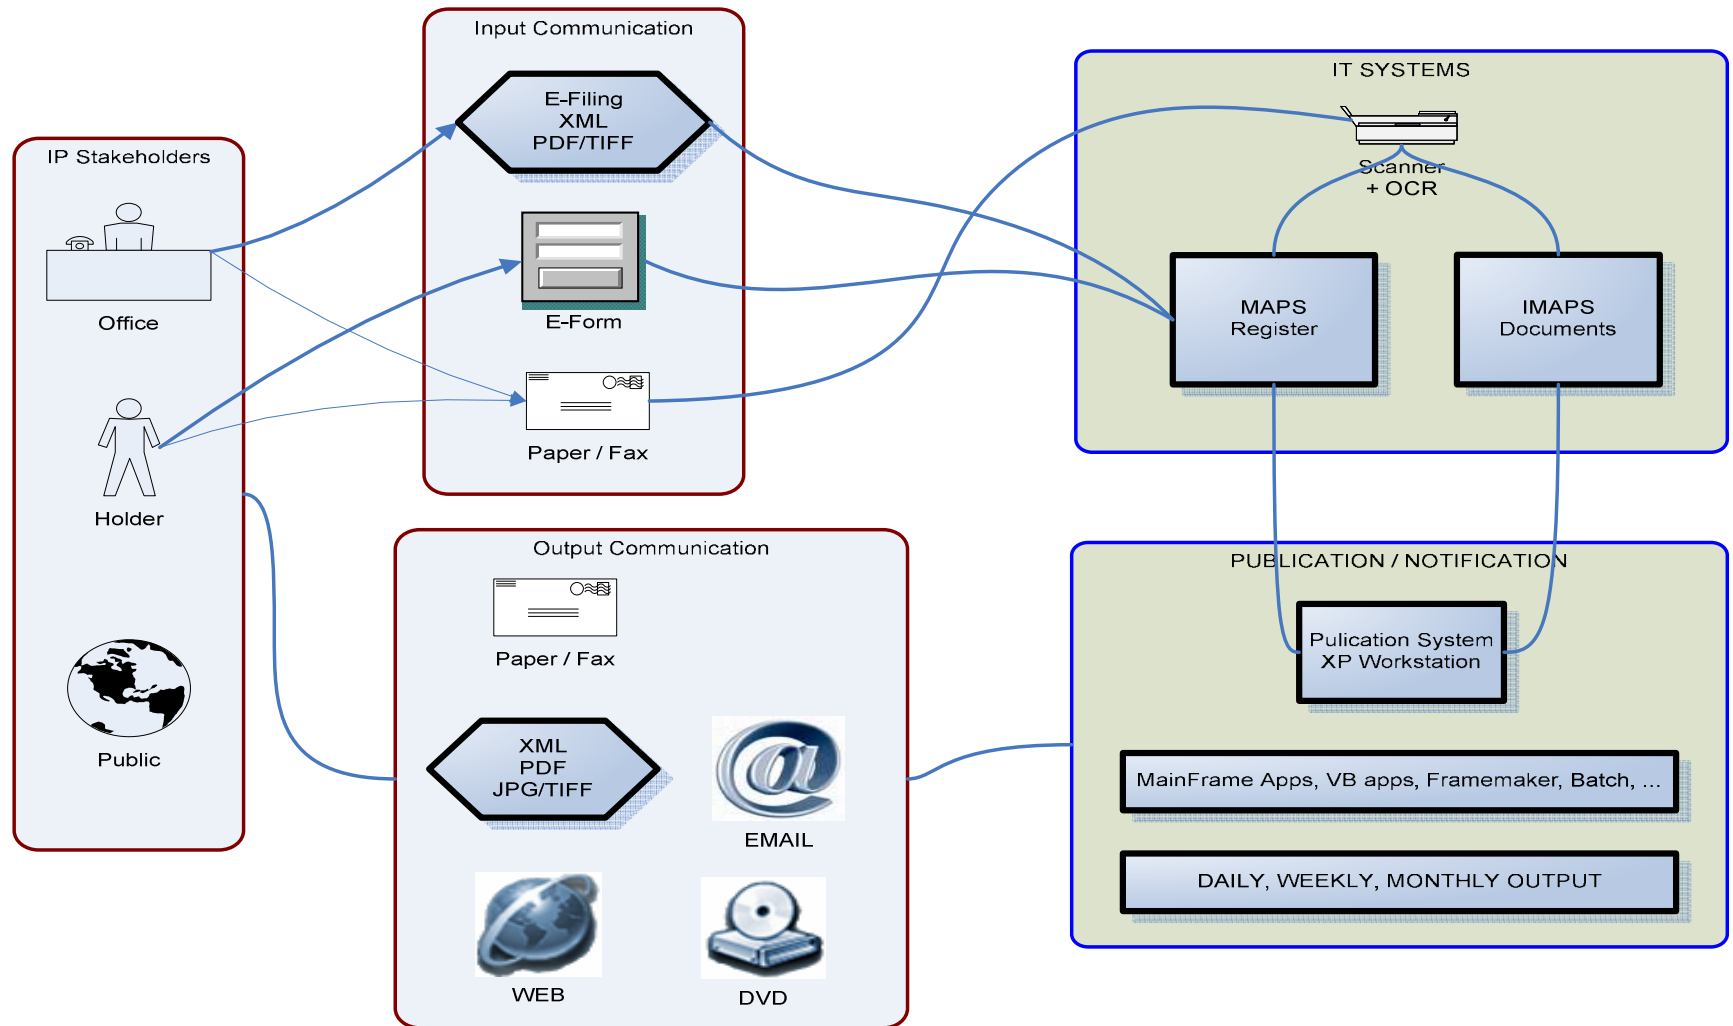 IP Stakeholders
Office
Holder
Public
Input Communication
E-Filing
XML
PDF/TIFF
E-Form
Paper / Fax
Output Communication
Paper / Fax
XML
PDF
JPG/TIFF
EMAIL
WEB
DVD
IT SYSTEMS
Scanner
+ OCR
MAPS
Register
IMAPS
Documents
PUBLICATION / NOTIFICATION
Pulication System
XP Workstation
MainFrame Apps, VB apps, Framemaker, Batch, ...
DAILY, WEEKLY, MONTHLY OUTPUT